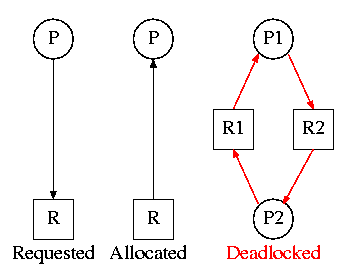 P P P1
R1 R2
R R P2
Requested Allocated Deadlocked